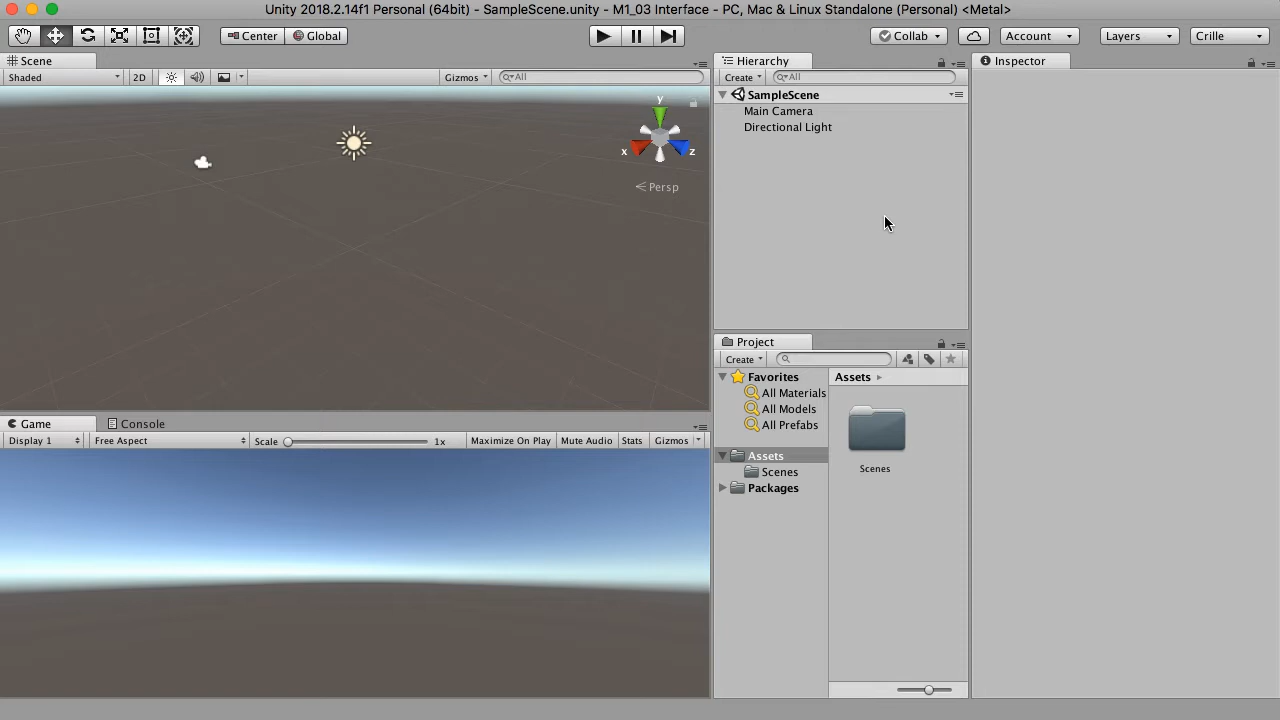 Unity 2018.2.14f1 Personal (64bit) - SampleScene.unity - M1_03 Interface - PC, Mac & Linux Standalone (Personal) <Metal>
Center Global Collab Account Layers Crille
Scene
Shaded 2D Gizmos All
y
x z
Persp
Hierarchy
Create All
SampleScene
Main Camera
Directional Light
Inspector
Project
Create
Favorites
All Materials
All Models
All Prefabs
Assets
Scenes
Packages
Assets
Scenes
Game Console
Display 1 Free Aspect Scale 1x Maximize On Play Mute Audio Stats Gizmos